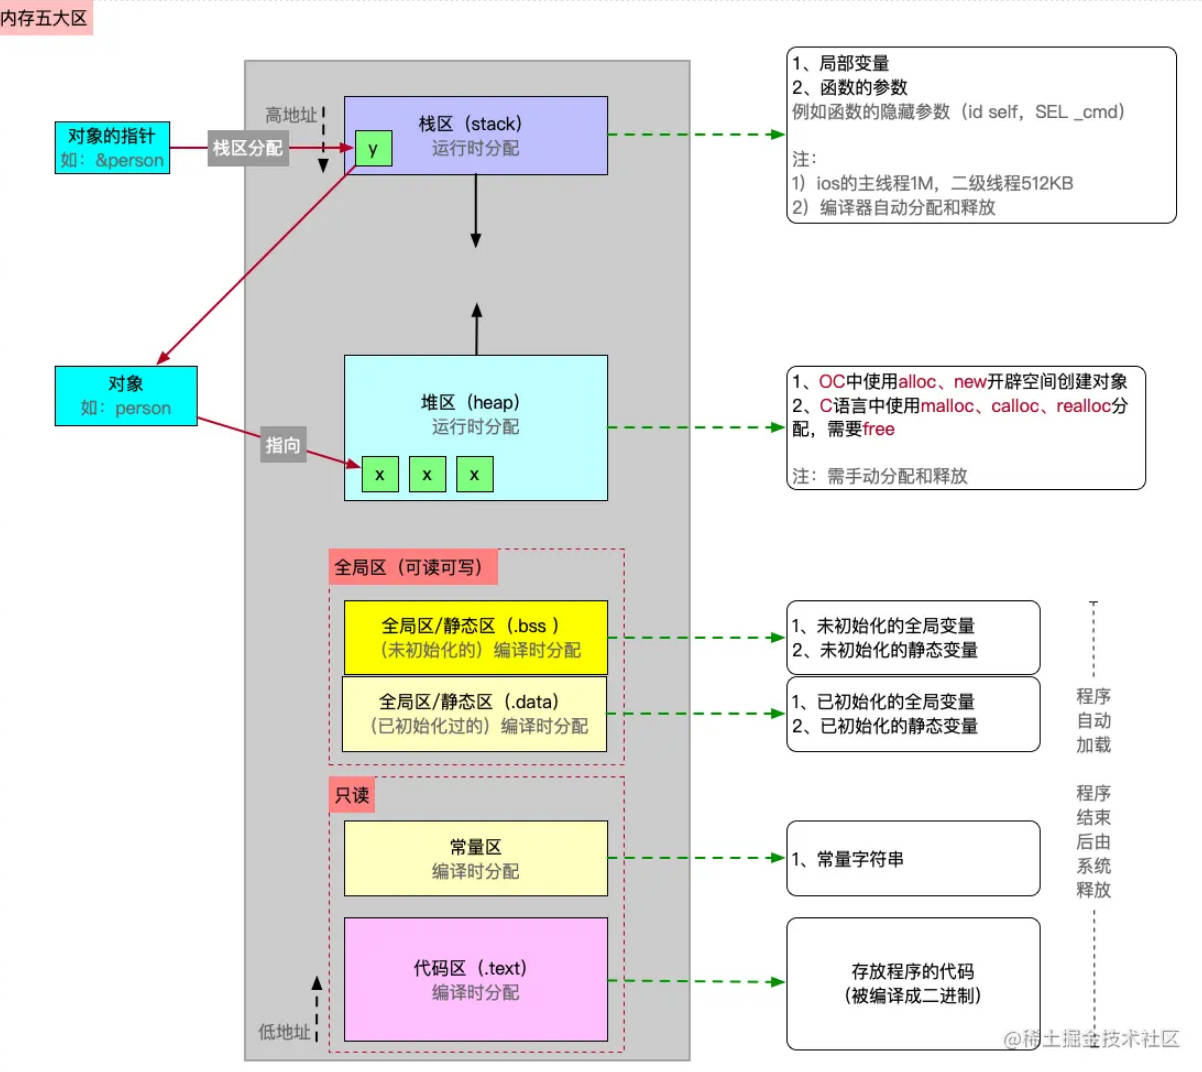 内存五大区
高地址
对象的指针
如：&person
栈区分配
y
栈区（stack）
运行时分配
1、局部变量
2、函数的参数
例如函数的隐藏参数（id self，SEL _cmd）
注：
1）ios的主线程1M，二级线程512KB
2）编译器自动分配和释放
对象
如：person
指向
堆区（heap）
运行时分配
x
x
x
1、OC中使用alloc、new开辟空间创建对象
2、C语言中使用malloc、calloc、realloc分
配，需要free
注：需手动分配和释放
全局区（可读可写）
全局区/静态区（.bss ）
（未初始化的）编译时分配
1、未初始化的全局变量
2、未初始化的静态变量
全局区/静态区（.data）
（已初始化过的）编译时分配
1、已初始化的全局变量
2、已初始化的静态变量
程序
自动
加载
只读
常量区
编译时分配
1、常量字符串
程序
结束
后由
系统
释放
代码区（.text）
编译时分配
存放程序的代码
（被编译成二进制）
低地址
@稀土掘金技术社区